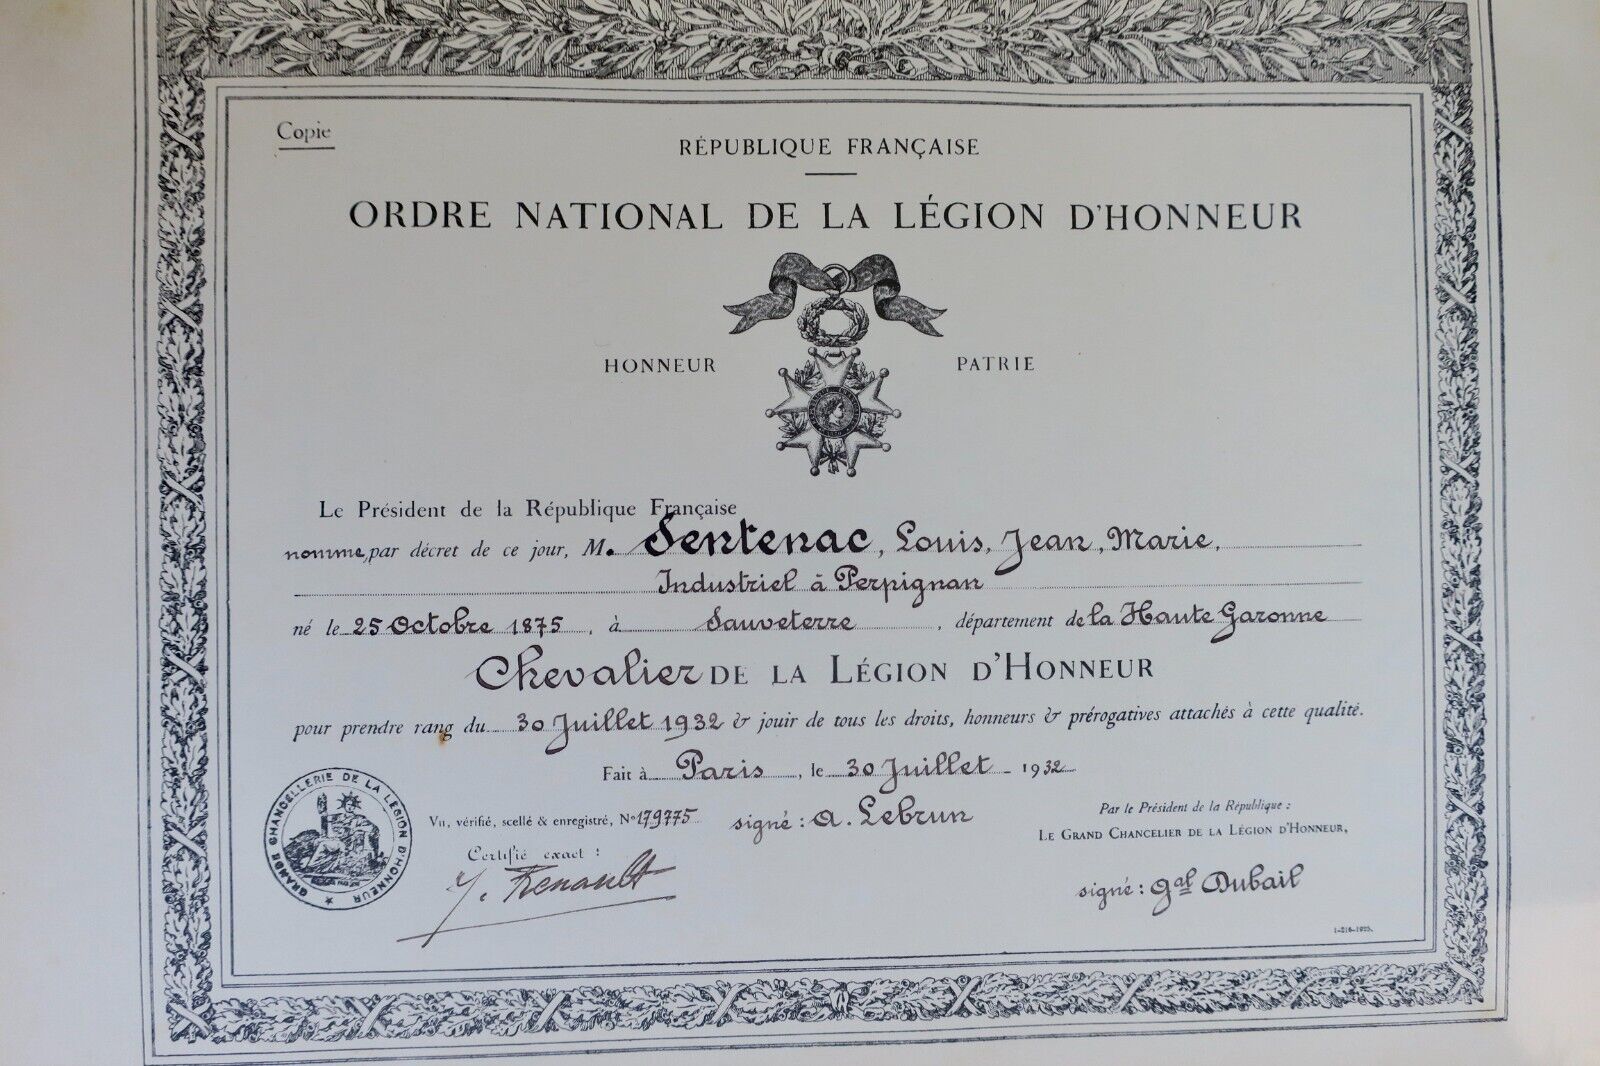 Copie
RÉPUBLIQUE FRANÇAISE
ORDRE NATIONAL DE LA LÉGION D'HONNEUR
HONNEUR PATRIE
Le Président de la République Française
nomme, par décret de ce jour, M. Sentenac, Louis, Jean, Marie,
Industriel à Perpignan
né le 25 Octobre 1875, à Sauveterre, département de la Haute Garonne
Chevalier DE LA LÉGION D'HONNEUR
pour prendre rang du 30 Juillet 1932 & jouir de tous les droits, honneurs & prérogatives attachés à cette qualité.
Fait à Paris, le 30 Juillet 1932
Vu, vérifié, scellé & enregistré, N° 179775 signé: A. Lebrun
Par le Président de la République:
LE GRAND CHANCELIER DE LA LÉGION D'HONNEUR,
Certifié exact :
J. Renault
signé: Gal Dubail
GRANDE CHANCELLERIE DE LA LÉGION D'HONNEUR
1-216-1925.